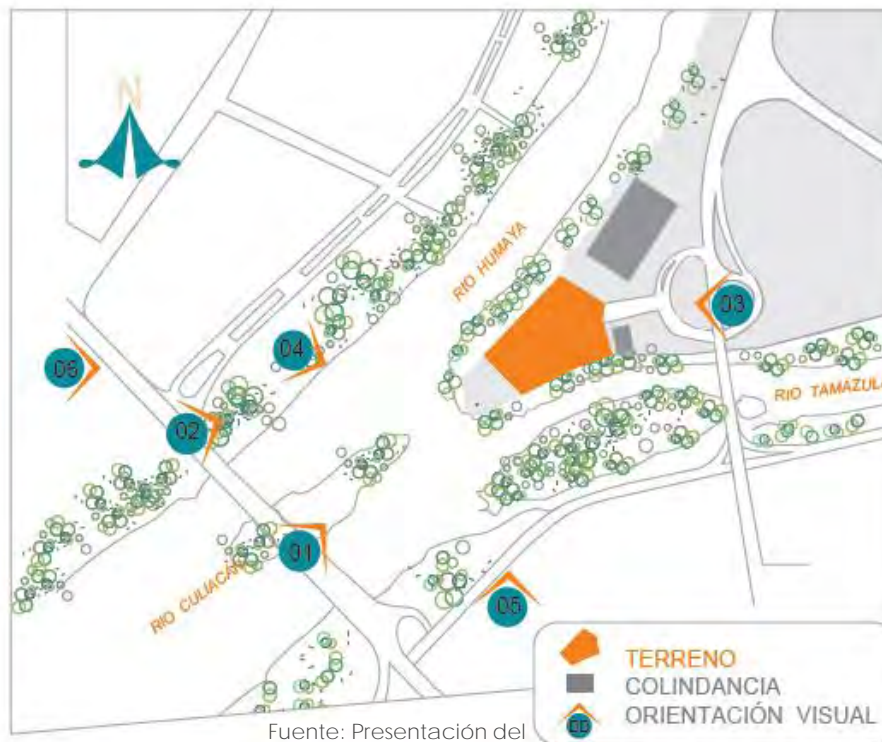 N
RIO HUMAYA
03
04
RIO TAMAZULA
06
02
01
RIO CULIACÁN
05
TERRENO
COLINDANCIA
00 ORIENTACIÓN VISUAL
Fuente: Presentación del